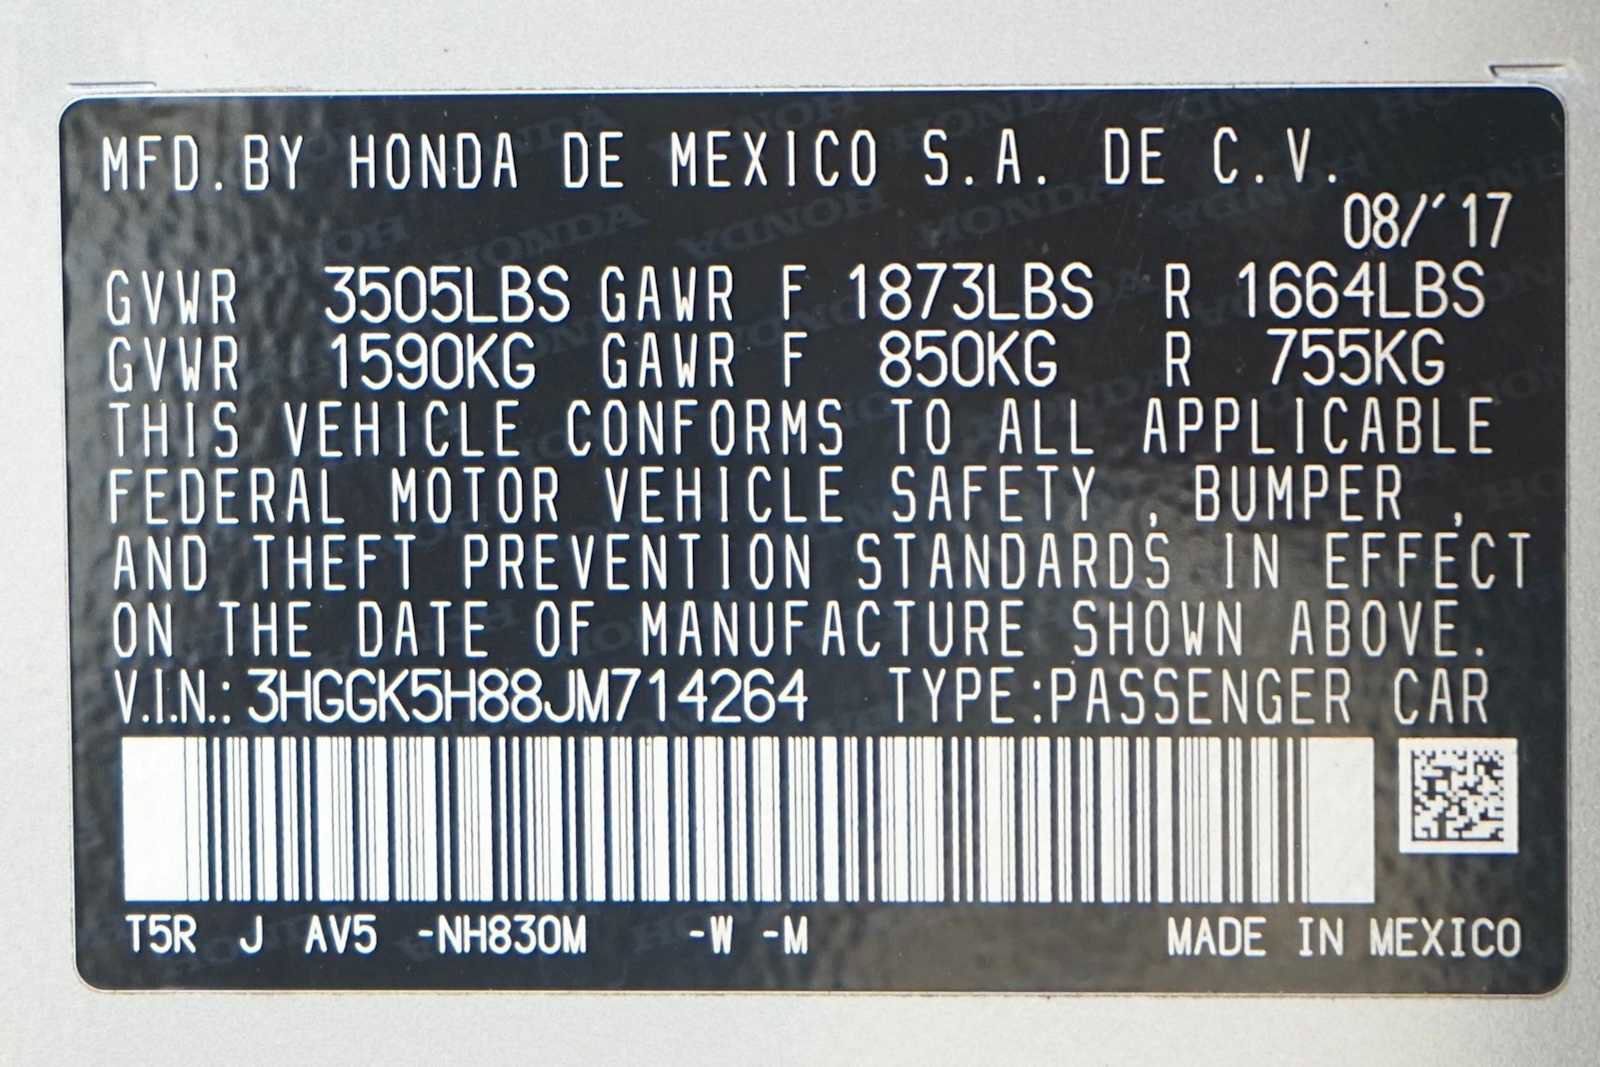 MFD.BY HONDA DE MEXICO S.A. DE C.V.
08/'17
GVWR 3505LBS GAWR F 1873LBS R 1664LBS
GVWR 1590KG GAWR F 850KG R 755KG
THIS VEHICLE CONFORMS TO ALL APPLICABLE
FEDERAL MOTOR VEHICLE SAFETY , BUMPER ,
AND THEFT PREVENTION STANDARDS IN EFFECT
ON THE DATE OF MANUFACTURE SHOWN ABOVE.
V.I.N.: 3HGGK5H88JM714264 TYPE:PASSENGER CAR
T5R J AV5 -NH830M -W -M MADE IN MEXICO